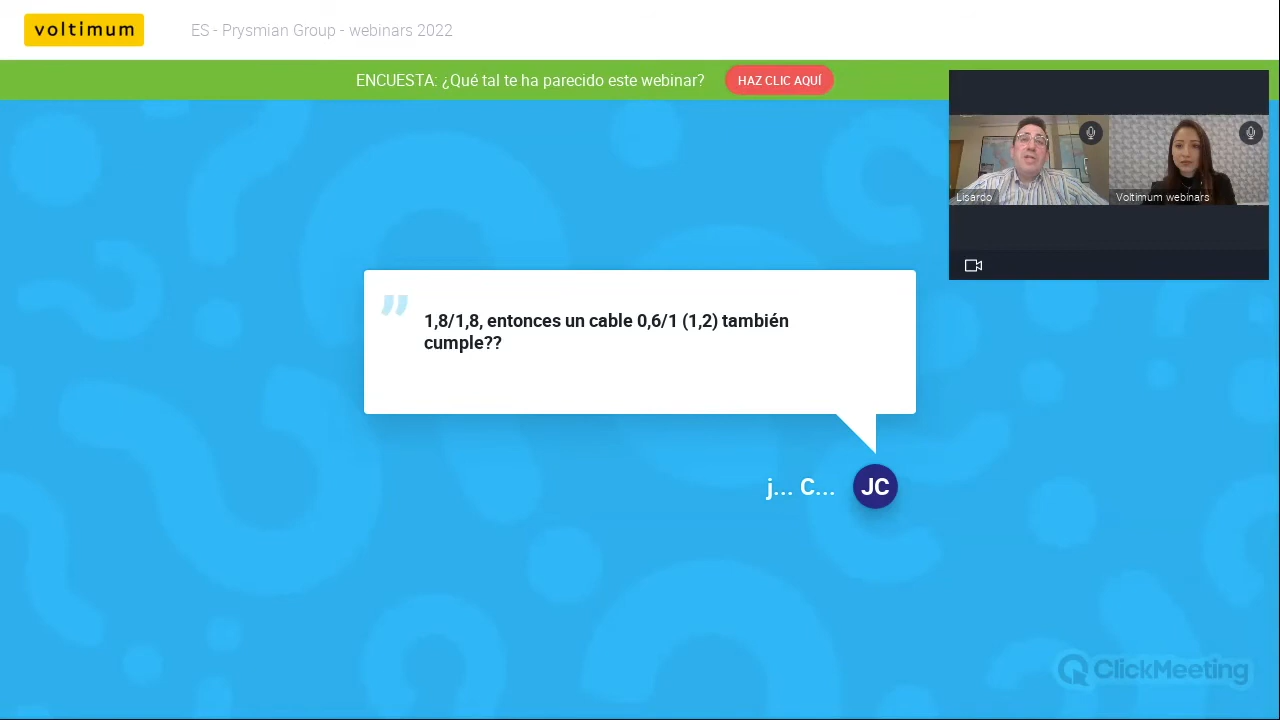 voltimum
ES - Prysmian Group - webinars 2022
ENCUESTA: ¿Qué tal te ha parecido este webinar?
HAZ CLIC AQUÍ
Lisardo
Voltimum webinars
1,8/1,8, entonces un cable 0,6/1 (1,2) también
cumple??
j... C...
JC
ClickMeeting